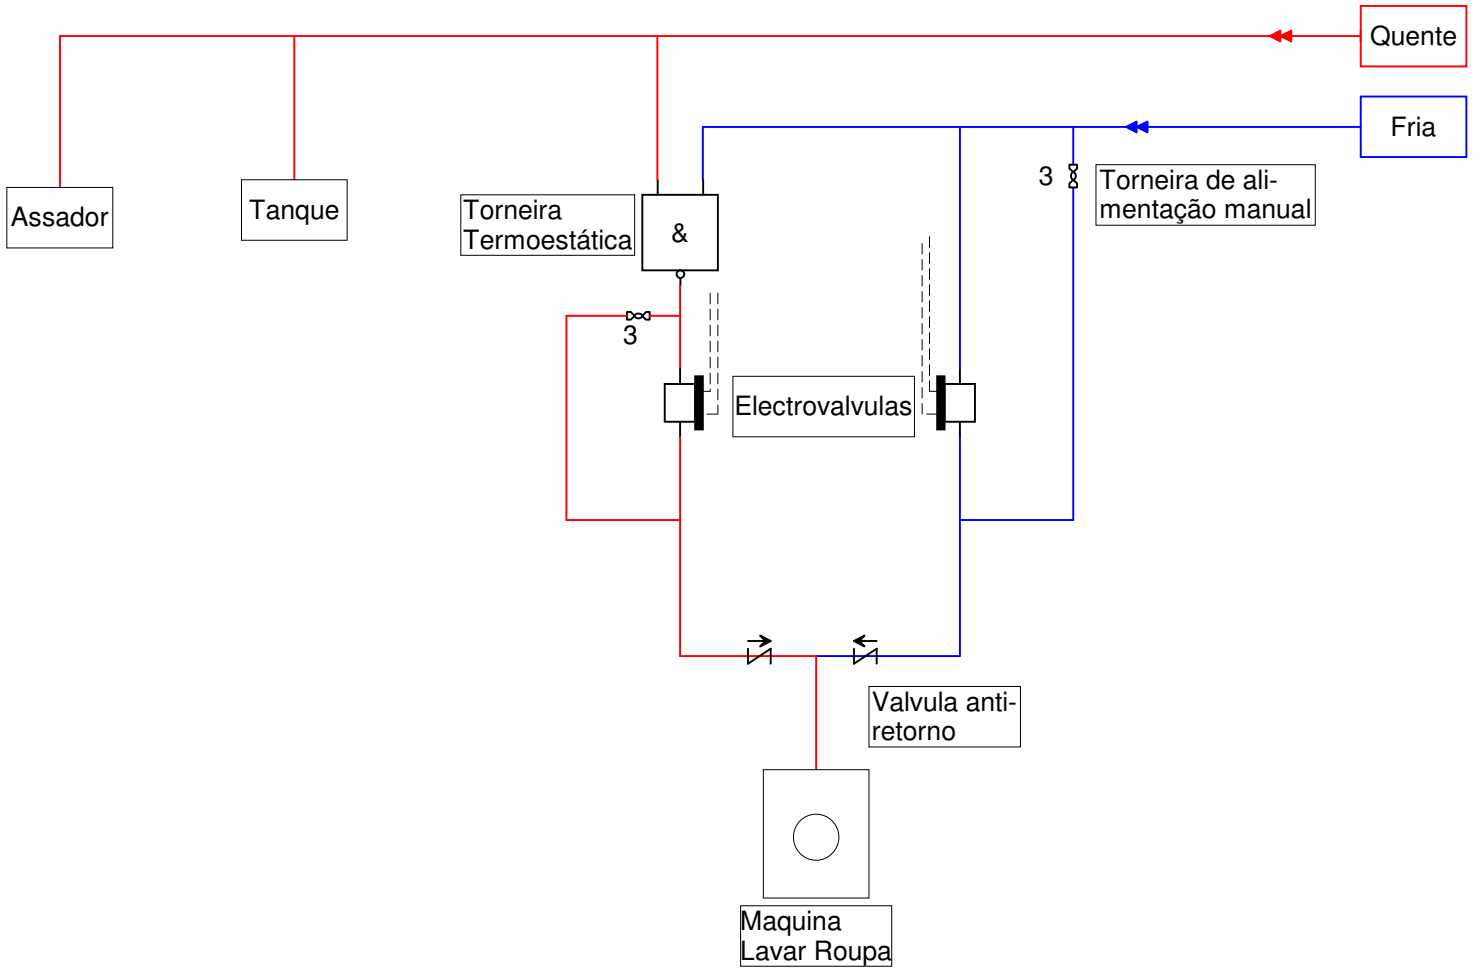 Quente
Fria
Assador
Tanque
Torneira
Termoestática
&
3
Torneira de ali-
mentação manual
3
Electrovalvulas
Valvula anti-
retorno
Maquina
Lavar Roupa